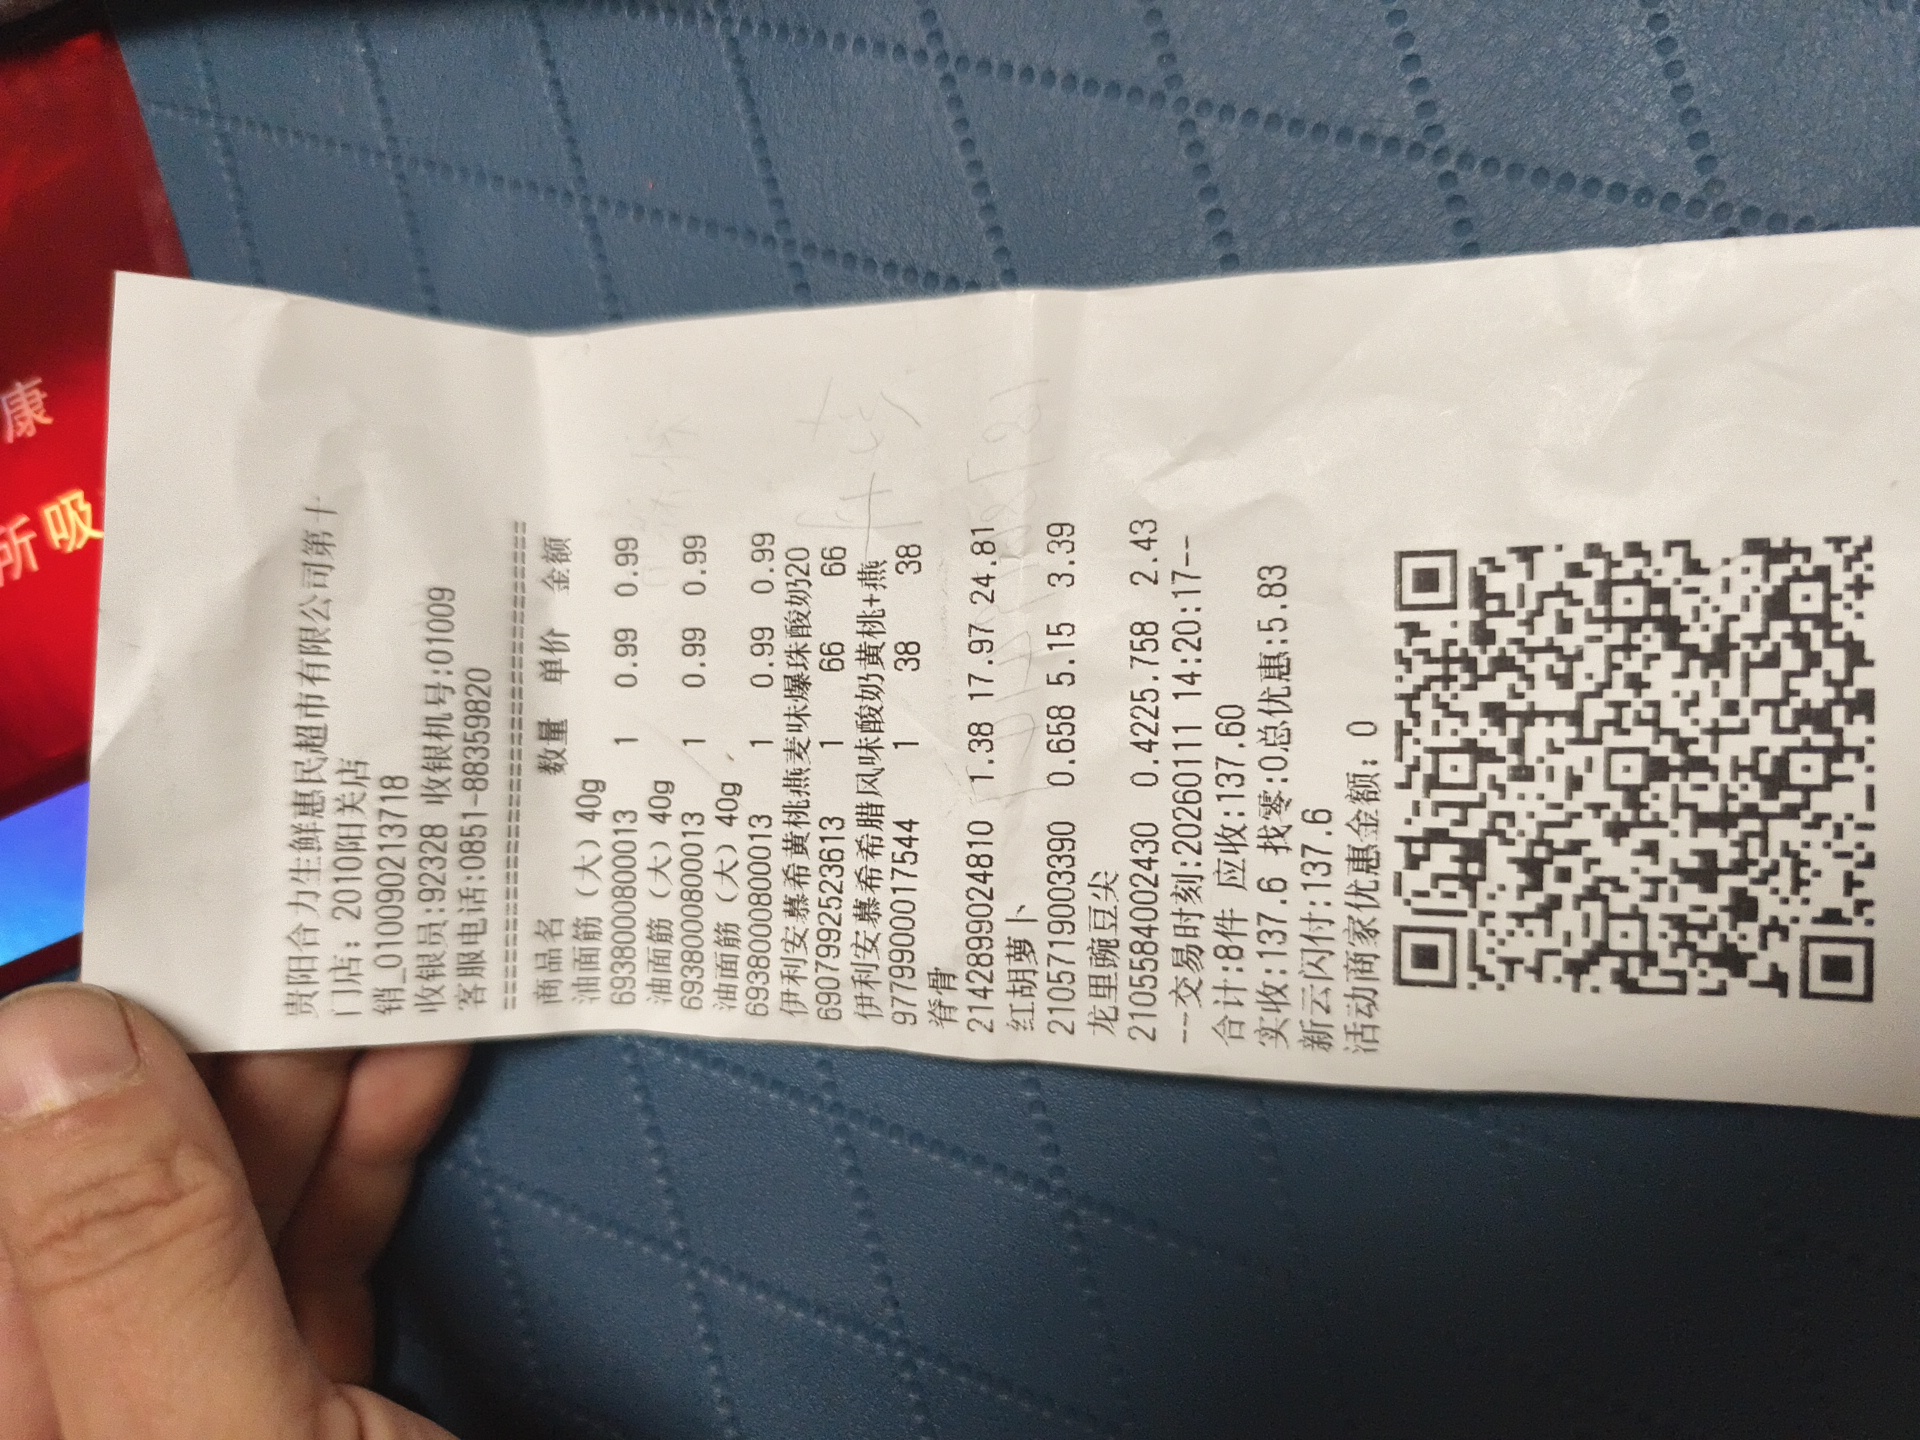 康
所吸
贵阳合力生鲜惠民超市有限公司第十
门店：2010阳关店
销_010090213718
收银员:92328 收银机号:01009
客服电话:0851-88359820
========================================
商品名 数量 单价 金额
油面筋（大）40g
6938000800013 1 0.99 0.99
油面筋（大）40g
6938000800013 1 0.99 0.99
油面筋（大）40g
6938000800013 1 0.99 0.99
伊利安慕希黄桃燕麦味爆珠酸奶20
6907992523613 1 66 66
伊利安慕希希腊风味酸奶黄桃+燕
9779900017544 1 38 38
脊骨
2142899024810 1.38 17.97 24.81
红胡萝卜
2105719003390 0.658 5.15 3.39
龙里豌豆尖
2105584002430 0.4225.758 2.43
---交易时刻:20260111 14:20:17--
合计:8件 应收:137.60
实收:137.6 找零:0总优惠:5.83
新云闪付:137.6
活动商家优惠金额: 0